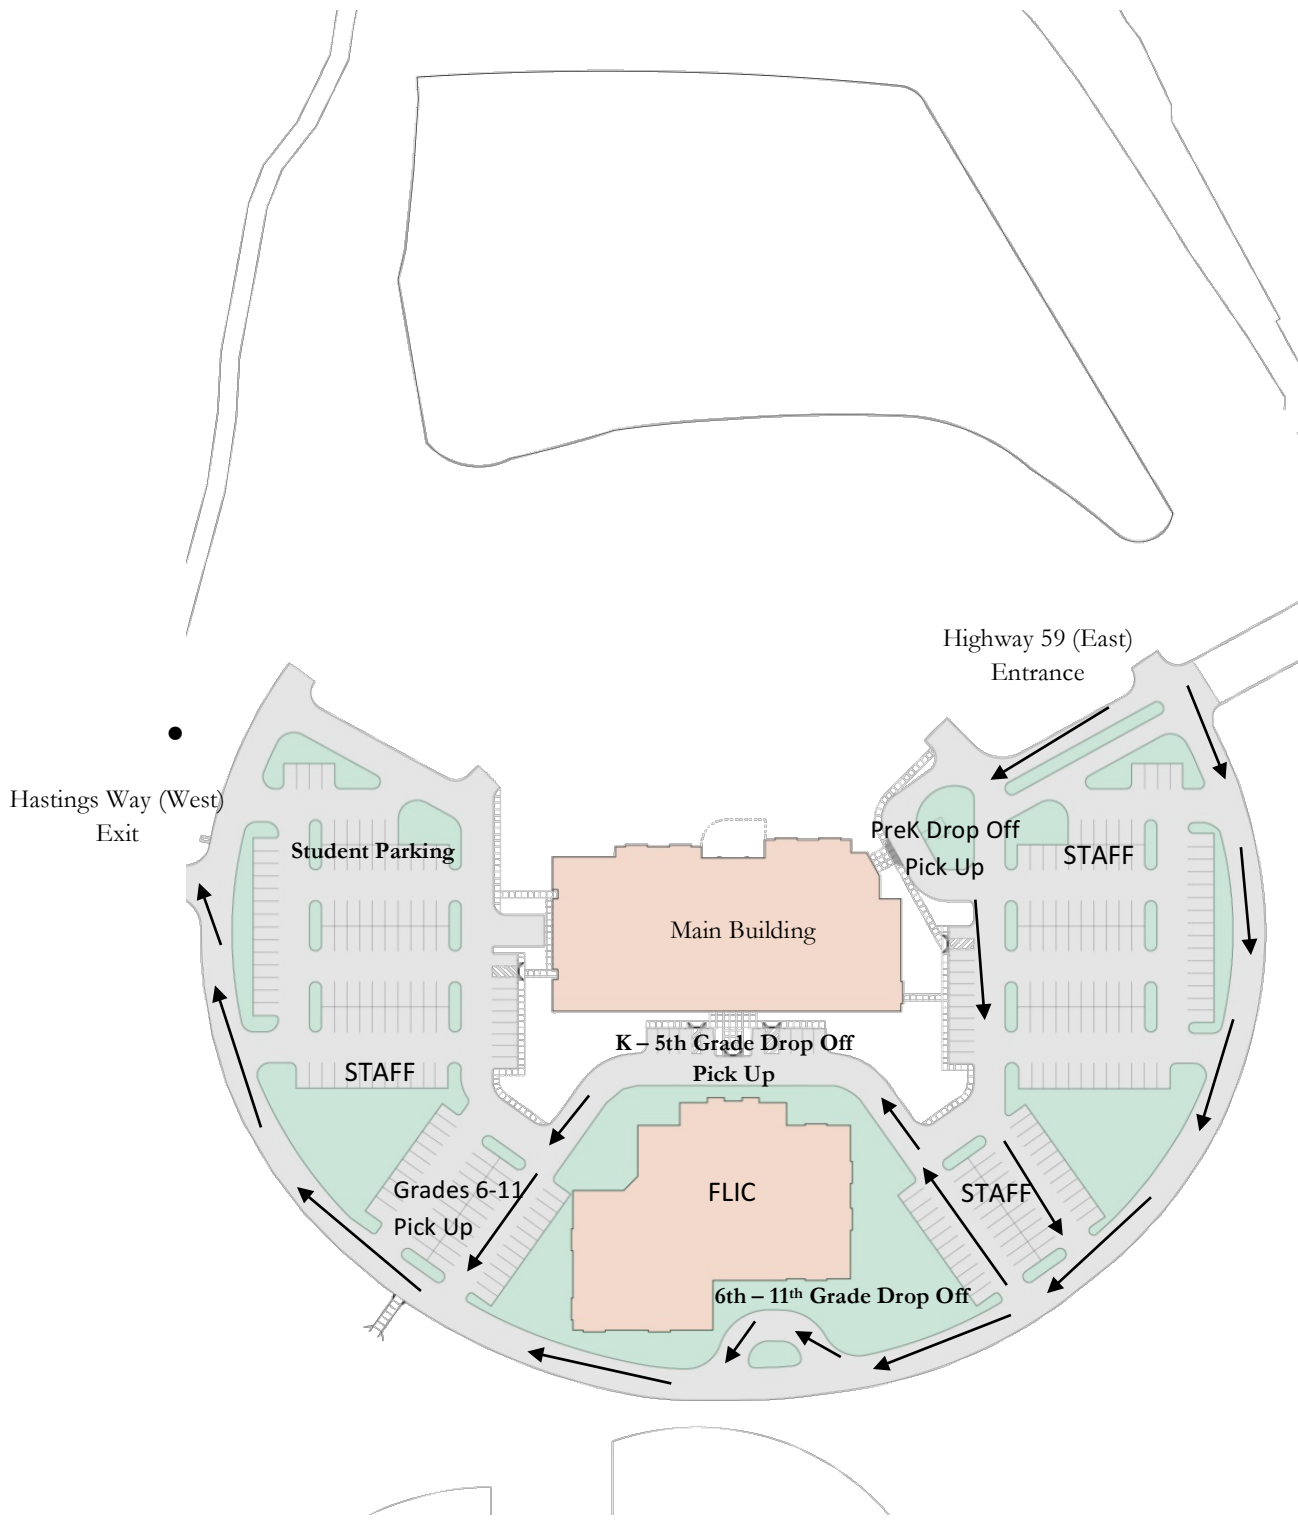 Highway 59 (East)
Entrance
Hastings Way (West)
Exit
PreK Drop Off
Pick Up
STAFF
Student Parking
Main Building
K – 5th Grade Drop Off
Pick Up
STAFF
Grades 6-11
Pick Up
FLIC
STAFF
6th – 11th Grade Drop Off